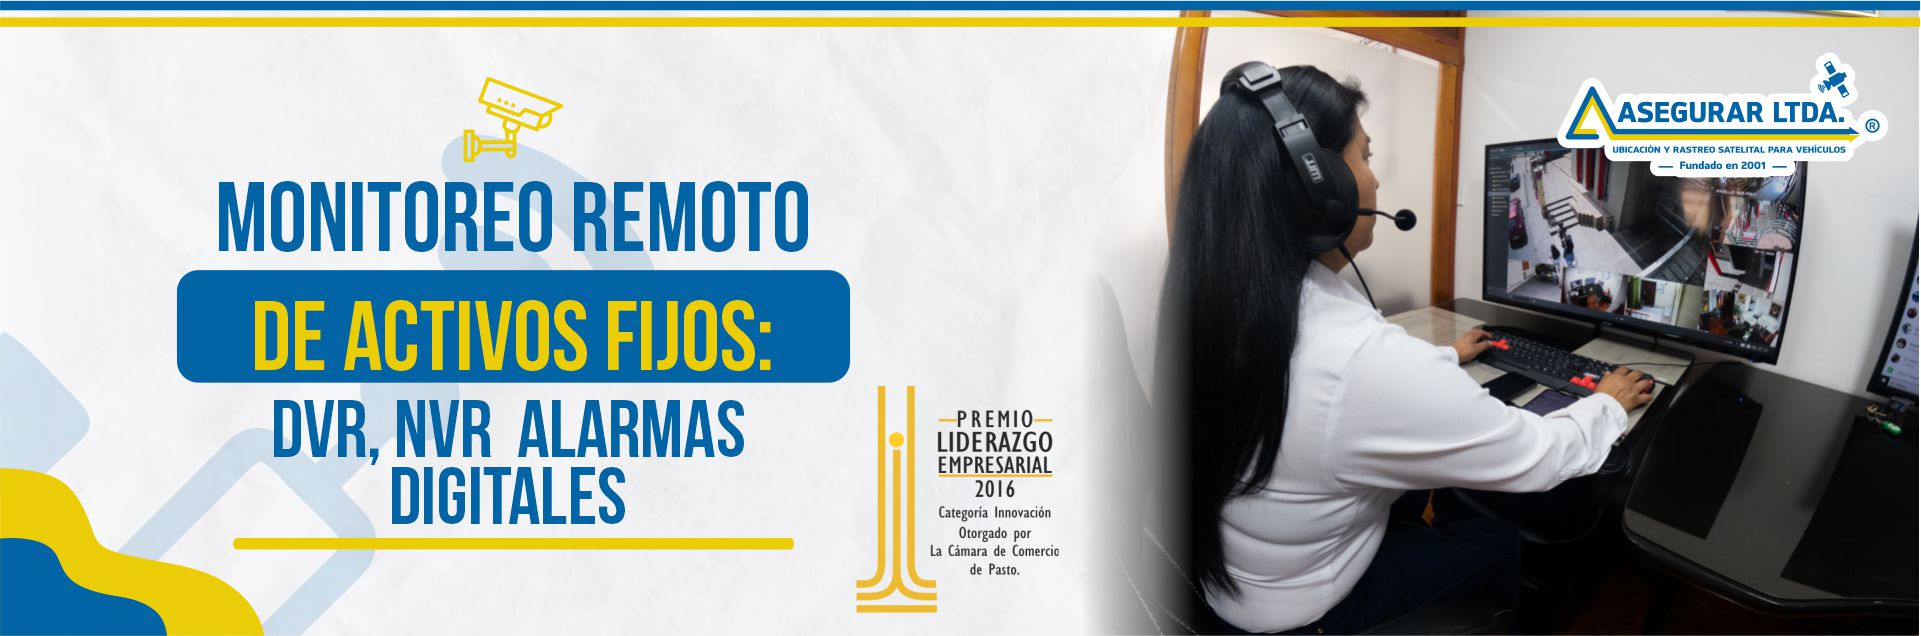 MONITOREO REMOTO
DE ACTIVOS FIJOS:
DVR, NVR ALARMAS
DIGITALES
PREMIO
LIDERAZGO
EMPRESARIAL
2016
Categoría Innovación
Otorgado por
La Cámara de Comercio
de Pasto.
ASEGURAR LTDA.
®
UBICACIÓN Y RASTREO SATELITAL PARA VEHÍCULOS
Fundado en 2001